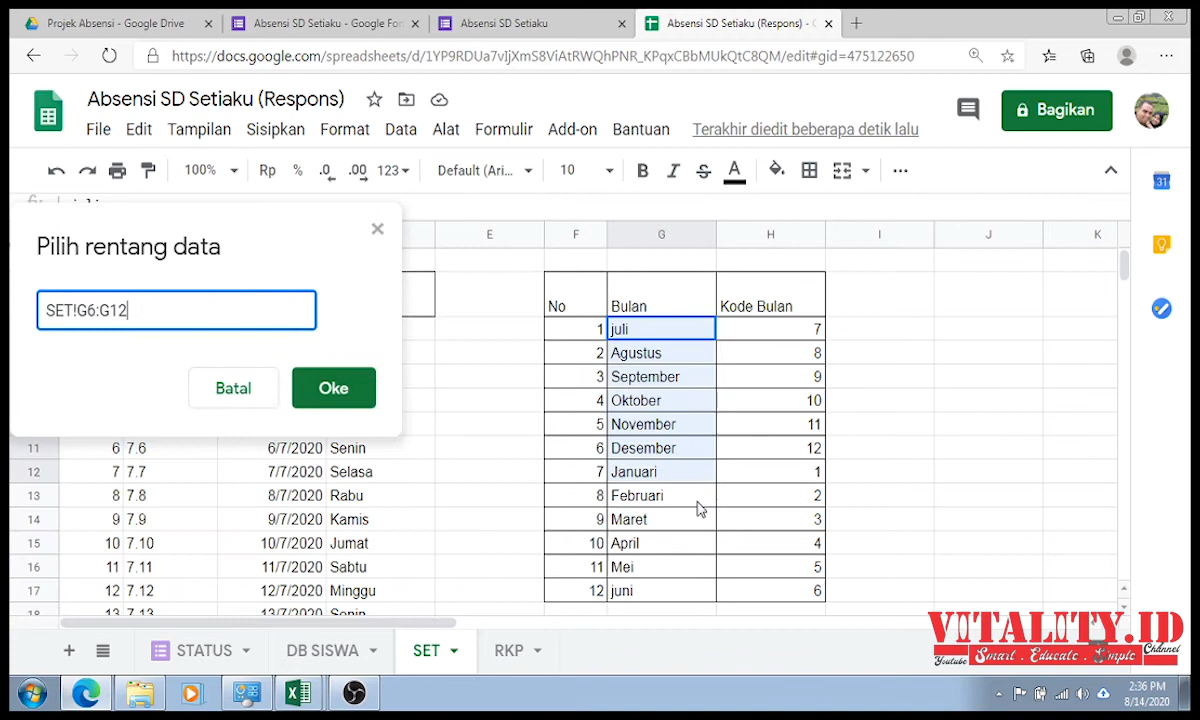 Projek Absensi - Google Drive
Absensi SD Setiaku - Google For
Absensi SD Setiaku
Absensi SD Setiaku (Respons) - G
https://docs.google.com/spreadsheets/d/1YP9RDUa7vIjXmS8ViAtRWQhPNR_KPqxCBbMUkQtC8QM/edit#gid=475122650
Absensi SD Setiaku (Respons)
Bagikan
File Edit Tampilan Sisipkan Format Data Alat Formulir Add-on Bantuan Terakhir diedit beberapa detik lalu
100% Rp % .0 .00 123 Default (Ari... 10 B I S A
31
E F G H I J K
Pilih rentang data
SET!G6:G12
Batal Oke
No Bulan Kode Bulan
1 juli 7
2 Agustus 8
3 September 9
4 Oktober 10
5 November 11
11 6 7.6 6/7/2020 Senin 6 Desember 12
12 7 7.7 7/7/2020 Selasa 7 Januari 1
13 8 7.8 8/7/2020 Rabu 8 Februari 2
14 9 7.9 9/7/2020 Kamis 9 Maret 3
15 10 7.10 10/7/2020 Jumat 10 April 4
16 11 7.11 11/7/2020 Sabtu 11 Mei 5
17 12 7.12 12/7/2020 Minggu 12 juni 6
18 13 7.13 13/7/2020 Senin
STATUS DB SISWA SET RKP
VITALITY.ID
Youtube Smart . Educate . Simple Channel
2:36 PM
8/14/2020